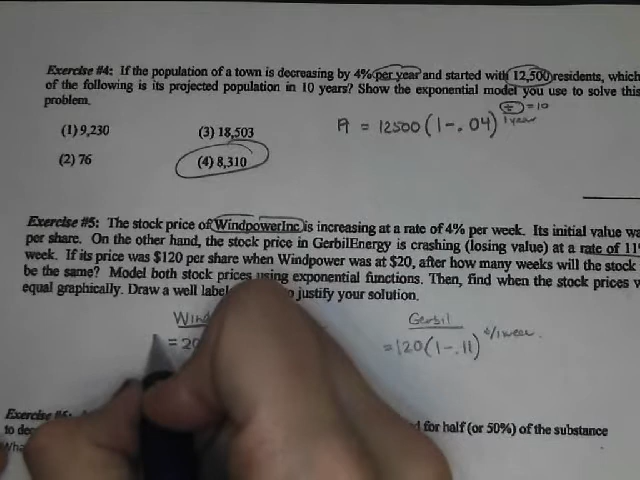 Exercise #4: If the population of a town is decreasing by 4% per year and started with 12,500 residents, which
of the following is its projected population in 10 years? Show the exponential model you use to solve this
problem.
t = 10
A = 12500 (1-.04) 1 year
(1) 9,230 (3) 18,503
(2) 76 (4) 8,310
Exercise #5: The stock price of WindpowerInc is increasing at a rate of 4% per week. Its initial value
per share. On the other hand, the stock price in GerbilEnergy is crashing (losing value) at a rate of 11
week. If its price was $120 per share when Windpower was at $20, after how many weeks will the stock
be the same? Model both stock prices using exponential functions. Then, find when the stock prices
equal graphically. Draw a well justify your solution.
Wind Gerbil
= 20 = 120 (1-.11) t/1 week.
Exercise #6: for half (or 50%) of the substance
to